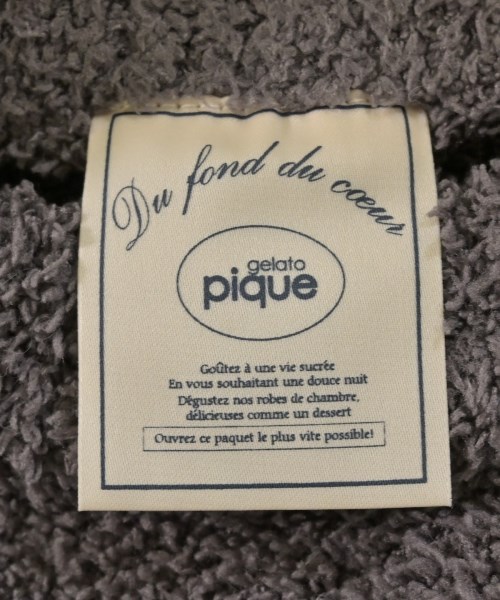 Du fond du cœur
gelato
pique
Goûtez à une vie sucrée
En vous souhaitant une douce nuit
Dégustez nos robes de chambre,
délicieuses comme un dessert
Ouvrez ce paquet le plus vite possible!